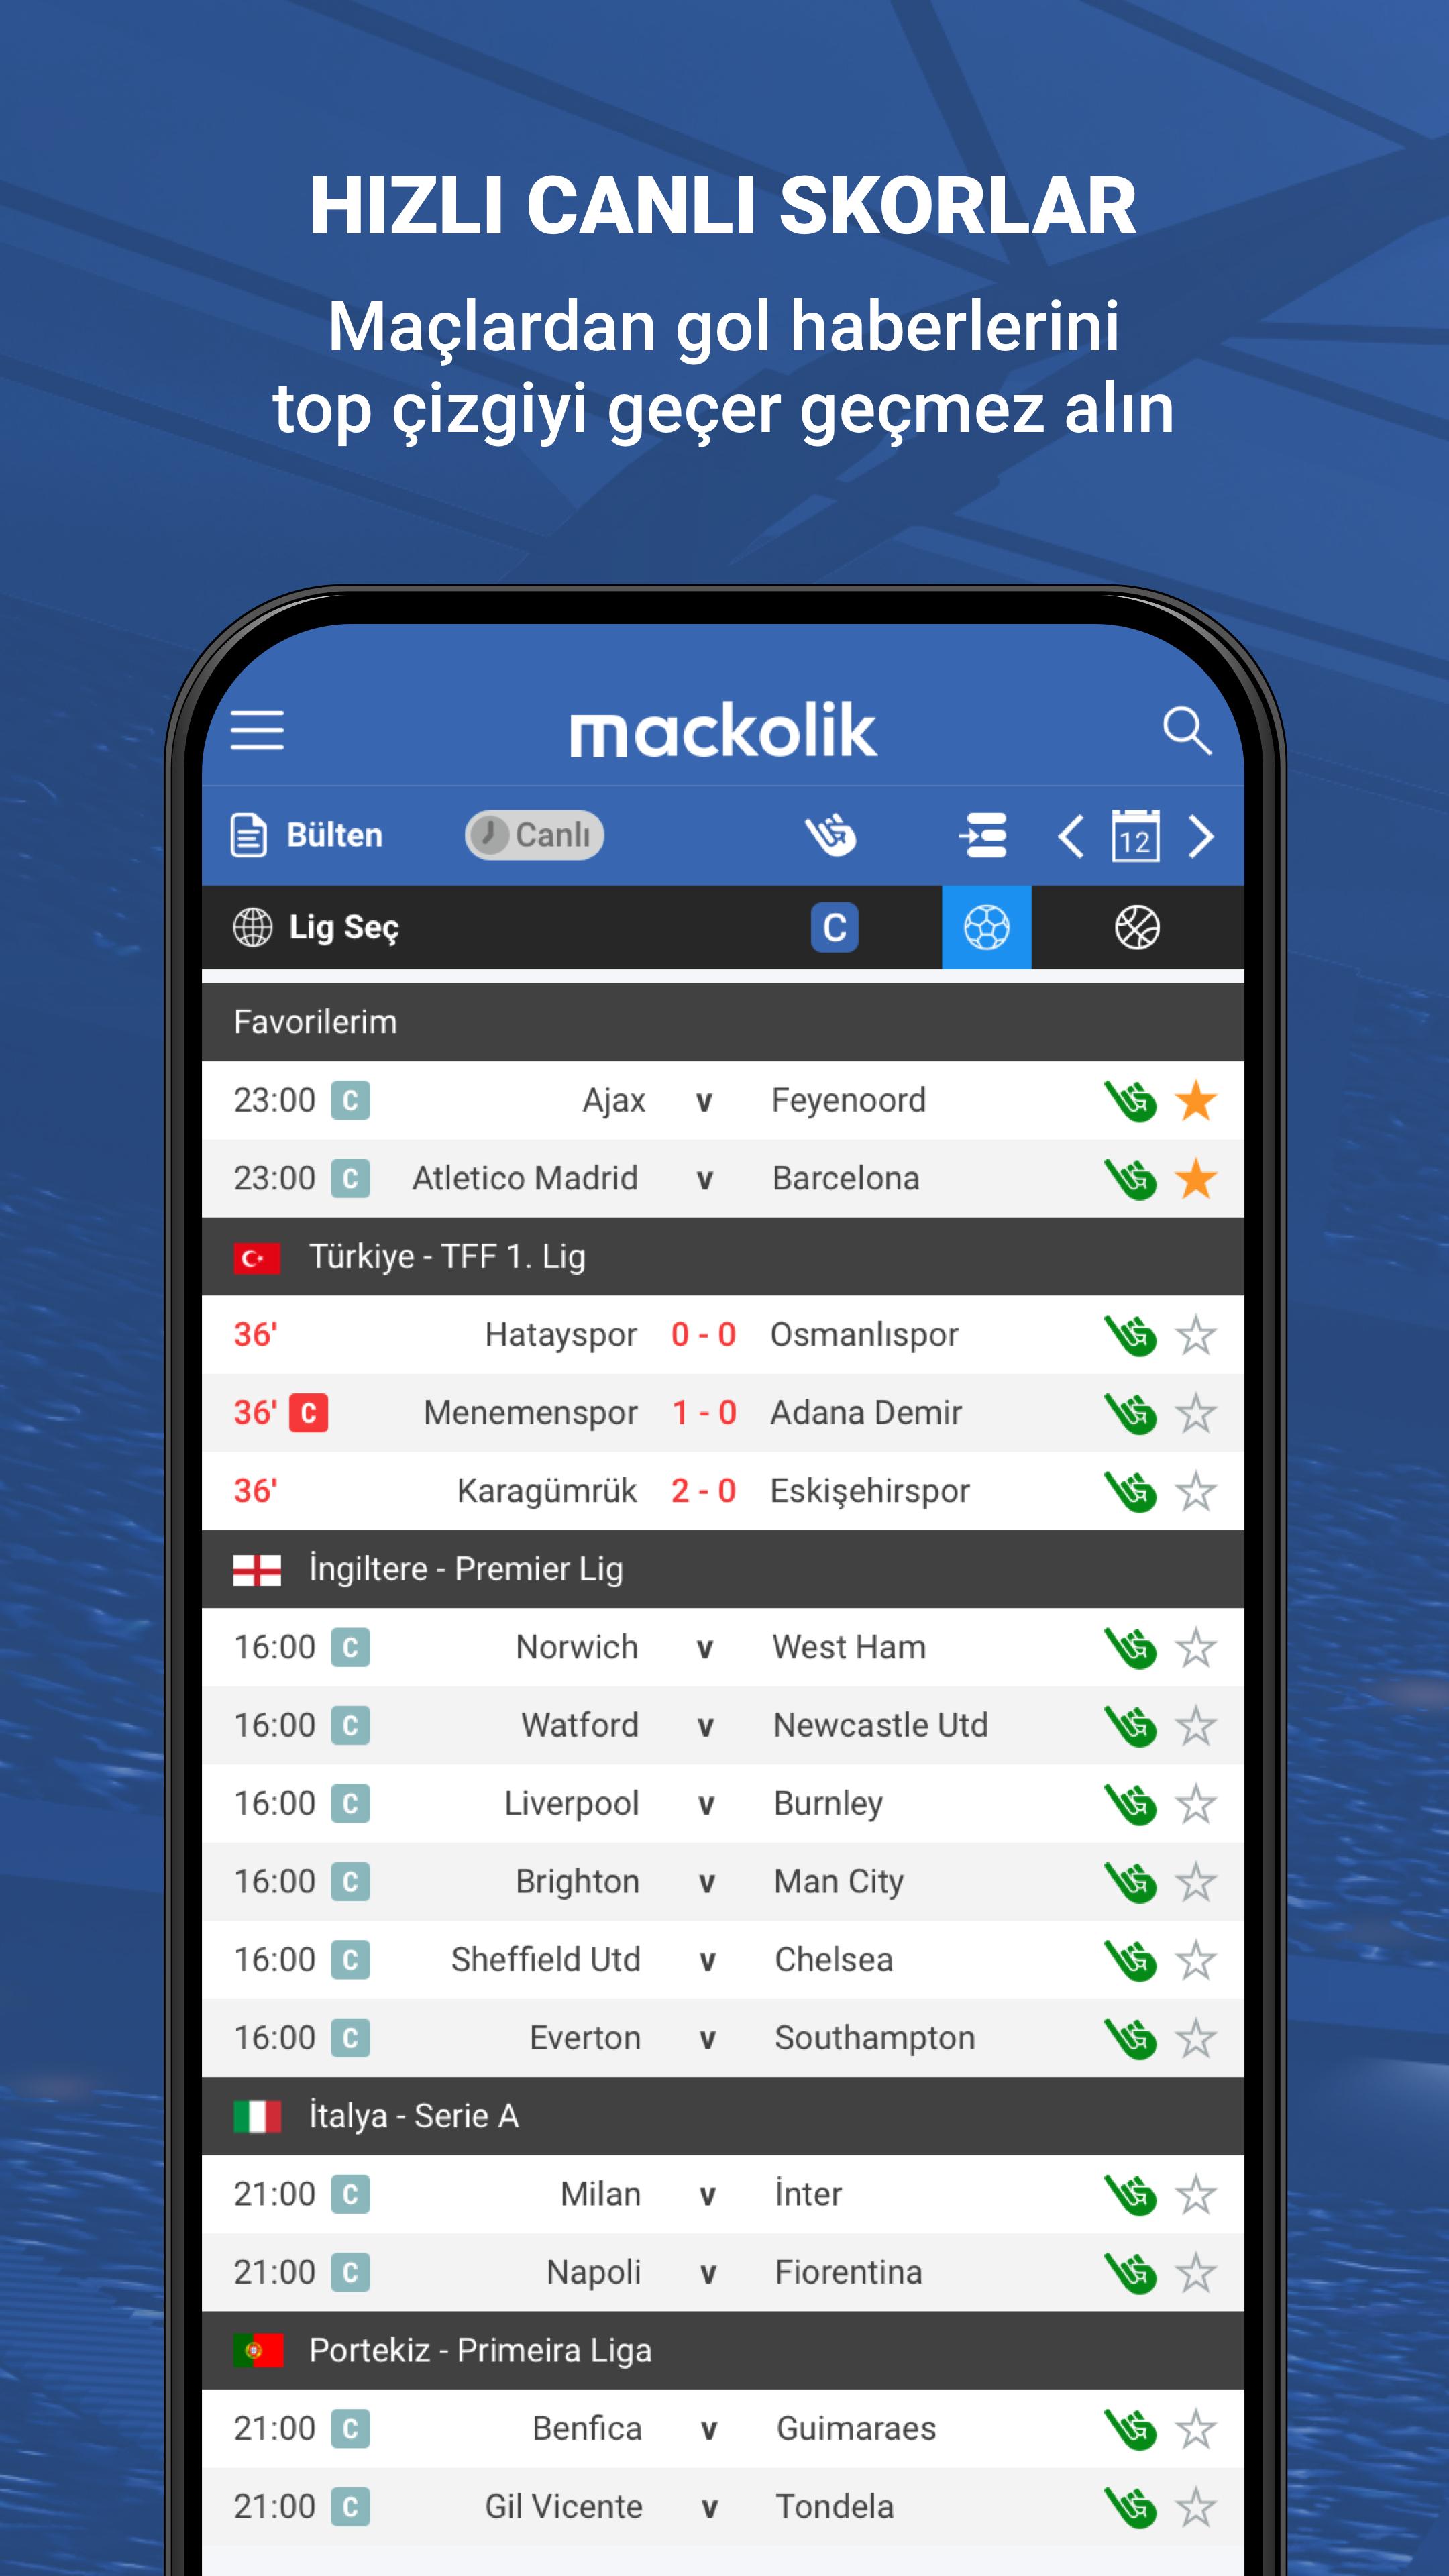 HIZLI CANLI SKORLAR
Maçlardan gol haberlerini
top çizgiyi geçer geçmez alın
mackolik
Bülten Canlı 12
Lig Seç C
Favorilerim
23:00 C Ajax v Feyenoord
23:00 C Atletico Madrid v Barcelona
Türkiye - TFF 1. Lig
36' Hatayspor 0 - 0 Osmanlıspor
36' C Menemenspor 1 - 0 Adana Demir
36' Karagümrük 2 - 0 Eskişehirspor
İngiltere - Premier Lig
16:00 C Norwich v West Ham
16:00 C Watford v Newcastle Utd
16:00 C Liverpool v Burnley
16:00 C Brighton v Man City
16:00 C Sheffield Utd v Chelsea
16:00 C Everton v Southampton
İtalya - Serie A
21:00 C Milan v İnter
21:00 C Napoli v Fiorentina
Portekiz - Primeira Liga
21:00 C Benfica v Guimaraes
21:00 C Gil Vicente v Tondela